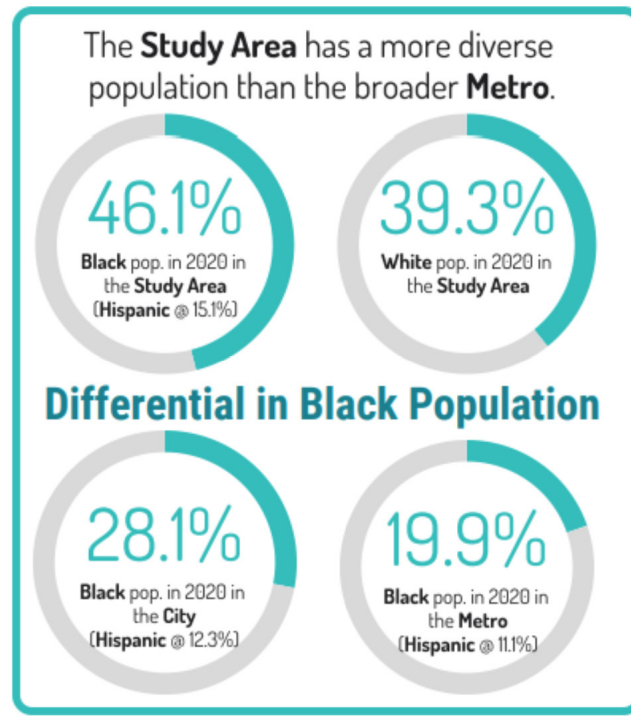 The Study Area has a more diverse
population than the broader Metro.
46.1%
Black pop. in 2020 in
the Study Area
(Hispanic @ 15.1%)
39.3%
White pop. in 2020 in
the Study Area
Differential in Black Population
28.1%
Black pop. in 2020 in
the City
(Hispanic @ 12.3%)
19.9%
Black pop. in 2020 in
the Metro
(Hispanic @ 11.1%)